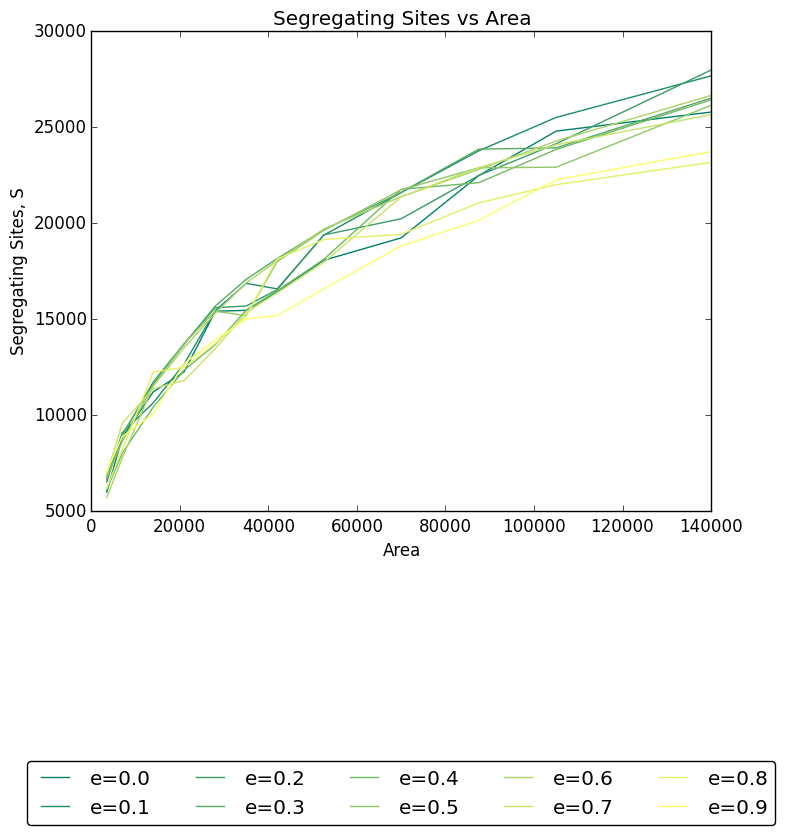 Segregating Sites vs Area
30000
25000
20000
15000
10000
5000
Segregating Sites, S
0 20000 40000 60000 80000 100000 120000 140000
Area
e=0.0 e=0.2 e=0.4 e=0.6 e=0.8
e=0.1 e=0.3 e=0.5 e=0.7 e=0.9